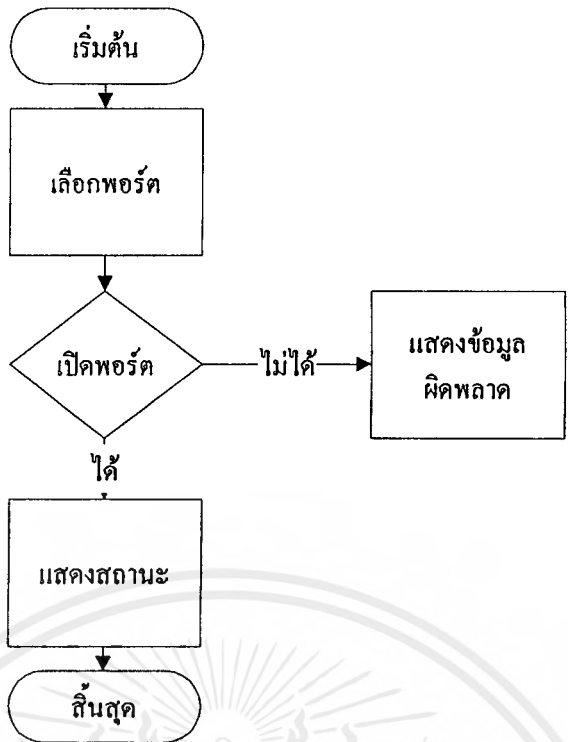 เริ่มต้น
เลือกพอร์ต
เปิดพอร์ต
ไม่ได้
แสดงข้อมูล
ผิดพลาด
ได้
แสดงสถานะ
สิ้นสุด